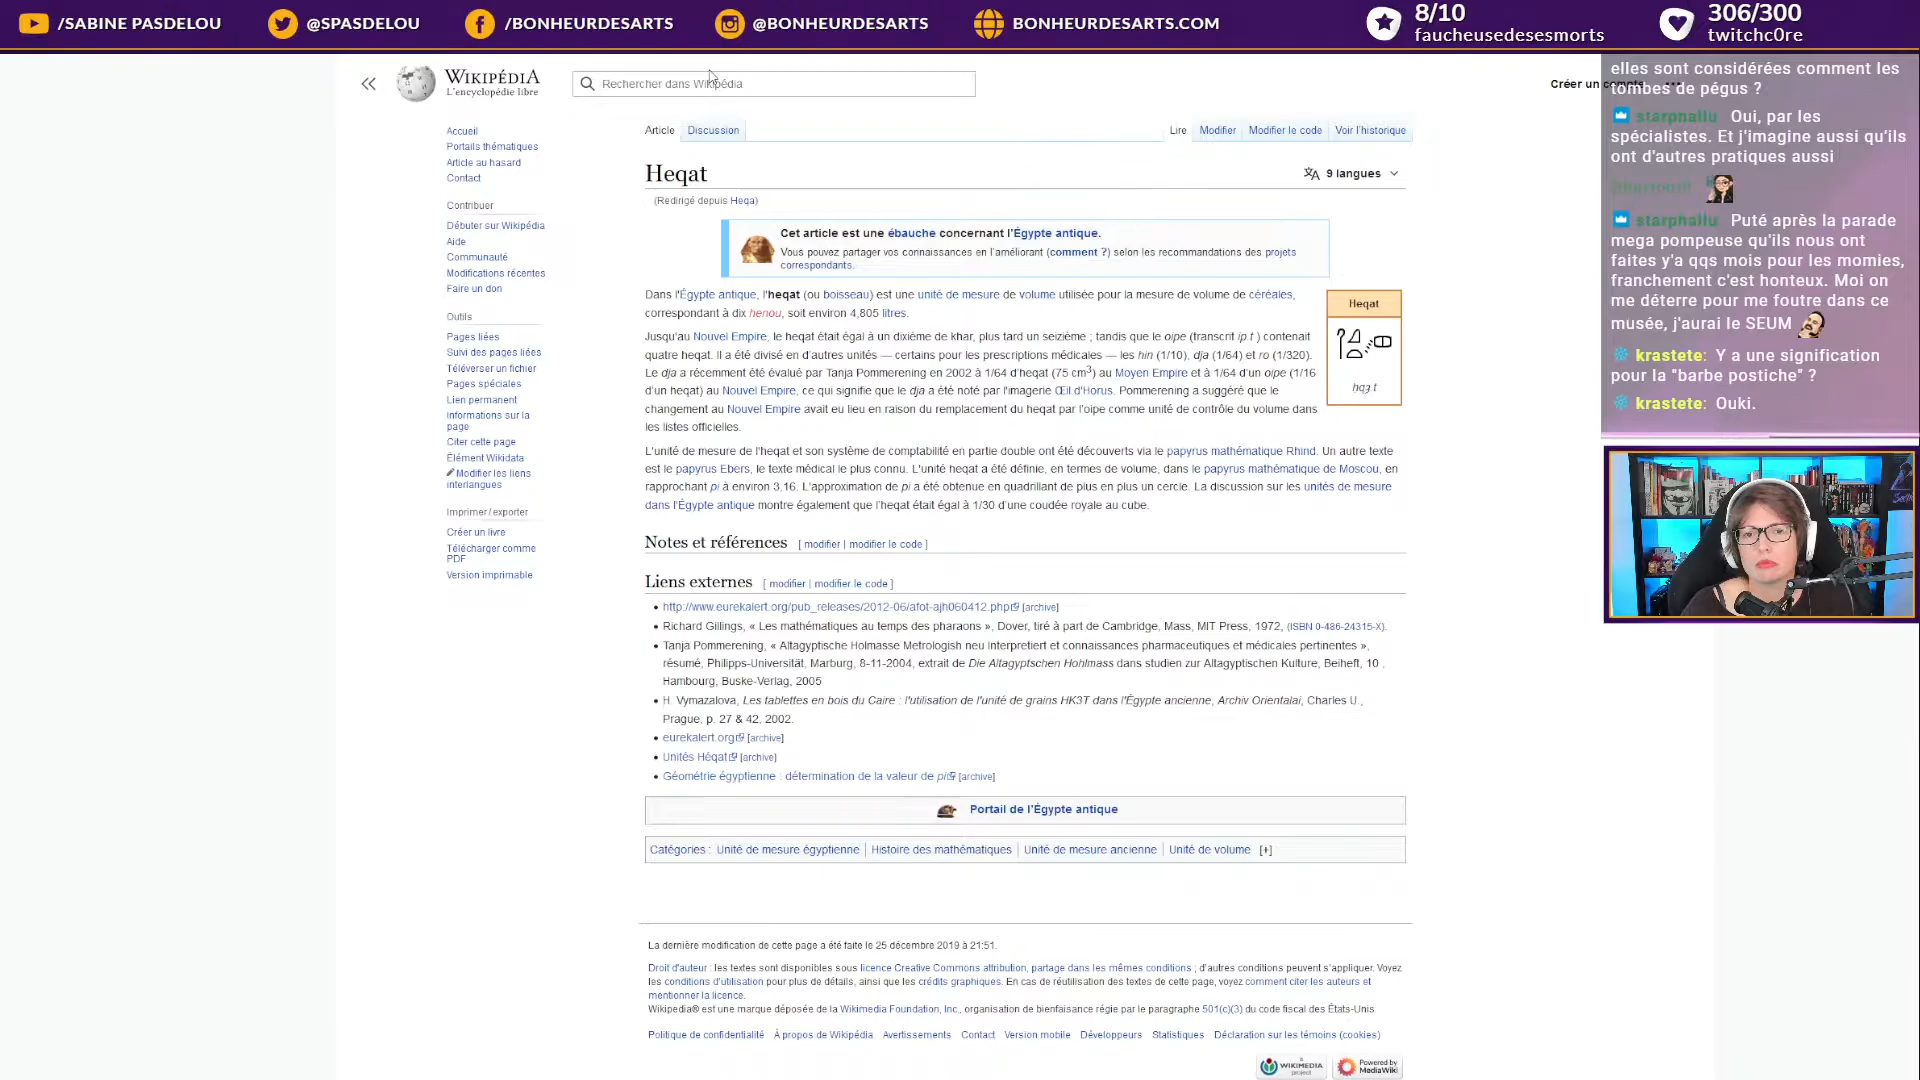 /SABINE PASDELOU
@SPASDELOU
/BONHEURDESARTS
@BONHEURDESARTS
BONHEURDESARTS.COM
8/10
faucheusedesesmorts
306/300
twitchc0re
WIKIPÉDIA
L'encyclopédie libre
Rechercher dans Wikipédia
Créer un
Accueil
Portails thématiques
Article au hasard
Contact
Contribuer
Débuter sur Wikipédia
Aide
Communauté
Modifications récentes
Faire un don
Outils
Pages liées
Suivi des pages liées
Téléverser un fichier
Pages spéciales
Lien permanent
Informations sur la
page
Citer cette page
Élément Wikidata
Modifier les liens
interlangues
Imprimer / exporter
Créer un livre
Télécharger comme
PDF
Version imprimable
Article Discussion
Lire Modifier Modifier le code Voir l'historique
Heqat
9 langues
(Redirigé depuis Heqa)
Cet article est une ébauche concernant l'Égypte antique.
Vous pouvez partager vos connaissances en l'améliorant (comment ?) selon les recommandations des projets
correspondants.
Dans l'Égypte antique, l'heqat (ou boisseau) est une unité de mesure de volume utilisée pour la mesure de volume de céréales,
correspondant à dix henou, soit environ 4,805 litres.
Jusqu'au Nouvel Empire, le heqat était égal à un dixième de khar, plus tard un seizième ; tandis que le oipe (transcrit ip.t ) contenait
quatre heqat. Il a été divisé en d'autres unités — certains pour les prescriptions médicales — les hin (1/10), dja (1/64) et ro (1/320).
Le dja a récemment été évalué par Tanja Pommerening en 2002 à 1/64 d'heqat (75 cm3) au Moyen Empire et à 1/64 d'un oipe (1/16
d'un heqat) au Nouvel Empire, ce qui signifie que le dja a été noté par l'imagerie Œil d'Horus. Pommerening a suggéré que le
changement au Nouvel Empire avait eu lieu en raison du remplacement du heqat par l'oipe comme unité de contrôle du volume dans
les listes officielles.
Heqat
hqȝ.t
L'unité de mesure de l'heqat et son système de comptabilité en partie double ont été découverts via le papyrus mathématique Rhind. Un autre texte
est le papyrus Ebers, le texte médical le plus connu. L'unité heqat a été définie, en termes de volume, dans le papyrus mathématique de Moscou, en
rapprochant pi à environ 3,16. L'approximation de pi a été obtenue en quadrillant de plus en plus un cercle. La discussion sur les unités de mesure
dans l'Égypte antique montre également que l'heqat était égal à 1/30 d'une coudée royale au cube.
Notes et références [ modifier | modifier le code ]
Liens externes [ modifier | modifier le code ]
http://www.eurekalert.org/pub_releases/2012-06/afot-ajh060412.php [archive]
Richard Gillings, « Les mathématiques au temps des pharaons », Dover, tiré à part de Cambridge, Mass, MIT Press, 1972, (ISBN 0-486-24315-X).
Tanja Pommerening, « Altagyptische Holmasse Metrologish neu Interpretiert et connaissances pharmaceutiques et médicales pertinentes »,
résumé, Philipps-Universität, Marburg, 8-11-2004, extrait de Die Altagyptschen Hohlmass dans studien zur Altagyptischen Kulture, Beiheft, 10 ,
Hambourg, Buske-Verlag, 2005
H. Vymazalova, Les tablettes en bois du Caire : l'utilisation de l'unité de grains HK3T dans l'Égypte ancienne, Archiv Orientalai, Charles U.,
Prague, p. 27 & 42, 2002.
eurekalert.org [archive]
Unités Héqat [archive]
Géométrie égyptienne : détermination de la valeur de pi [archive]
Portail de l'Égypte antique
Catégories : Unité de mesure égyptienne | Histoire des mathématiques | Unité de mesure ancienne | Unité de volume [+]
La dernière modification de cette page a été faite le 25 décembre 2019 à 21:51.
Droit d'auteur : les textes sont disponibles sous licence Creative Commons attribution, partage dans les mêmes conditions ; d'autres conditions peuvent s'appliquer. Voyez
les conditions d'utilisation pour plus de détails, ainsi que les crédits graphiques. En cas de réutilisation des textes de cette page, voyez comment citer les auteurs et
mentionner la licence.
Wikipedia® est une marque déposée de la Wikimedia Foundation, Inc., organisation de bienfaisance régie par le paragraphe 501(c)(3) du code fiscal des États-Unis
Politique de confidentialité À propos de Wikipédia Avertissements Contact Version mobile Développeurs Statistiques Déclaration sur les témoins (cookies)
a
WIKIMEDIA
project
Powered by
MediaWiki
elles sont considérées comment les
tombes de pégus ?
starphallu Oui, par les
spécialistes. Et j'imagine aussi qu'ils
ont d'autres pratiques aussi
starphallu Puté après la parade
mega pompeuse qu'ils nous ont
faites y'a qqs mois pour les momies,
franchement c'est honteux. Moi on
me déterre pour me foutre dans ce
musée, j'aurai le SEUM
krastete: Y a une signification
pour la "barbe postiche" ?
krastete: Ouki.